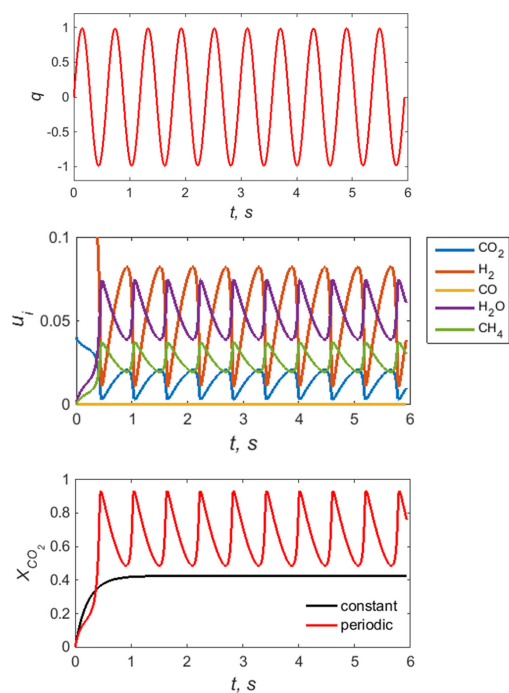 1
0.5
0
-0.5
-1
q
0 1 2 3 4 5 6
t, s
0.1
0.05
0
u_i
0 1 2 3 4 5 6
t, s
CO₂
H₂
CO
H₂O
CH₄
1
0.8
0.6
0.4
0.2
0
X_CO₂
constant
periodic
0 1 2 3 4 5 6
t, s